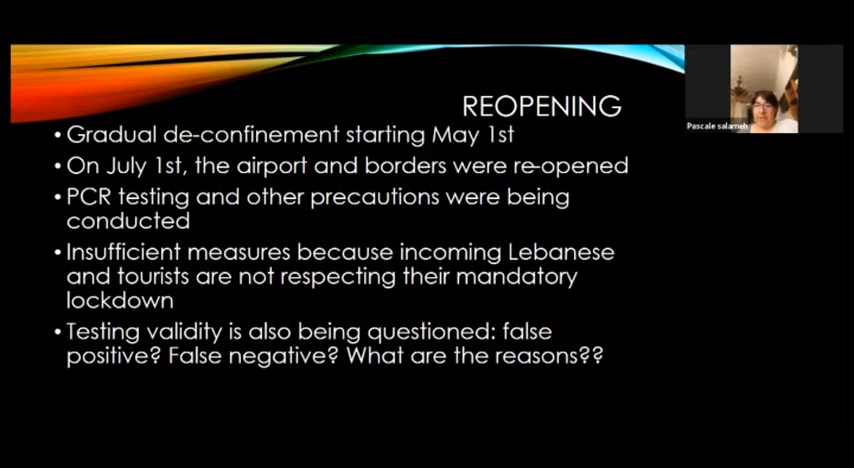 REOPENING
Pascale salameh
• Gradual de-confinement starting May 1st
• On July 1st, the airport and borders were re-opened
• PCR testing and other precautions were being
conducted
• Insufficient measures because incoming Lebanese
and tourists are not respecting their mandatory
lockdown
• Testing validity is also being questioned: false
positive? False negative? What are the reasons??